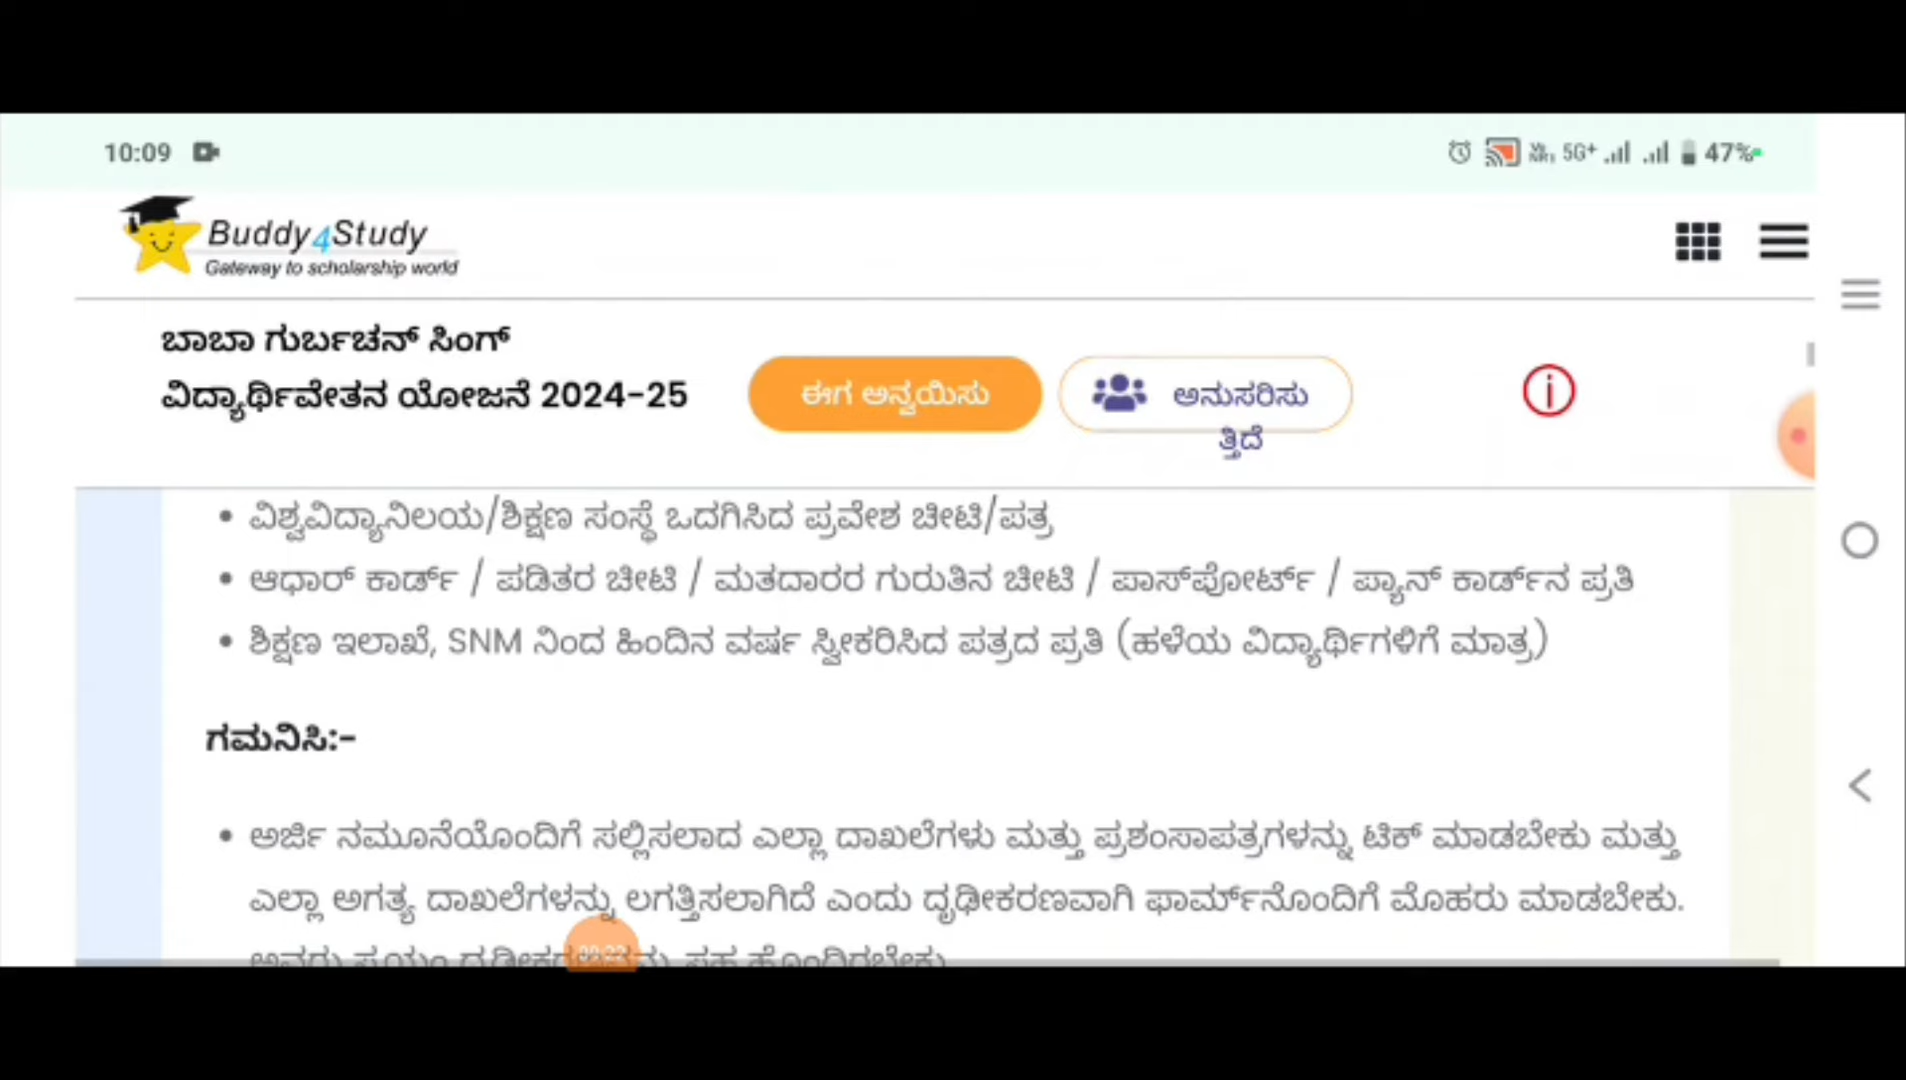 10:09
5G+ 47%
Buddy4Study
Gateway to scholarship world
ಬಾಬಾ ಗುರ್ಬಚನ್ ಸಿಂಗ್
ವಿದ್ಯಾರ್ಥಿವೇತನ ಯೋಜನೆ 2024-25
ಈಗ ಅನ್ವಯಿಸು
ಅನುಸರಿಸು
ತ್ತಿದೆ
• ವಿಶ್ವವಿದ್ಯಾನಿಲಯ/ಶಿಕ್ಷಣ ಸಂಸ್ಥೆ ಒದಗಿಸಿದ ಪ್ರವೇಶ ಚೀಟಿ/ಪತ್ರ
• ಆಧಾರ್ ಕಾರ್ಡ್ / ಪಡಿತರ ಚೀಟಿ / ಮತದಾರರ ಗುರುತಿನ ಚೀಟಿ / ಪಾಸ್‌ಪೋರ್ಟ್ / ಪ್ಯಾನ್ ಕಾರ್ಡ್‌ನ ಪ್ರತಿ
• ಶಿಕ್ಷಣ ಇಲಾಖೆ, SNM ನಿಂದ ಹಿಂದಿನ ವರ್ಷ ಸ್ವೀಕರಿಸಿದ ಪತ್ರದ ಪ್ರತಿ (ಹಳೆಯ ವಿದ್ಯಾರ್ಥಿಗಳಿಗೆ ಮಾತ್ರ)
ಗಮನಿಸಿ:-
• ಅರ್ಜಿ ನಮೂನೆಯೊಂದಿಗೆ ಸಲ್ಲಿಸಲಾದ ಎಲ್ಲಾ ದಾಖಲೆಗಳು ಮತ್ತು ಪ್ರಶಂಸಾಪತ್ರಗಳನ್ನು ಟಿಕ್ ಮಾಡಬೇಕು ಮತ್ತು
ಎಲ್ಲಾ ಅಗತ್ಯ ದಾಖಲೆಗಳನ್ನು ಲಗತ್ತಿಸಲಾಗಿದೆ ಎಂದು ದೃಢೀಕರಣವಾಗಿ ಫಾರ್ಮ್‌ನೊಂದಿಗೆ ಮೊಹರು ಮಾಡಬೇಕು.